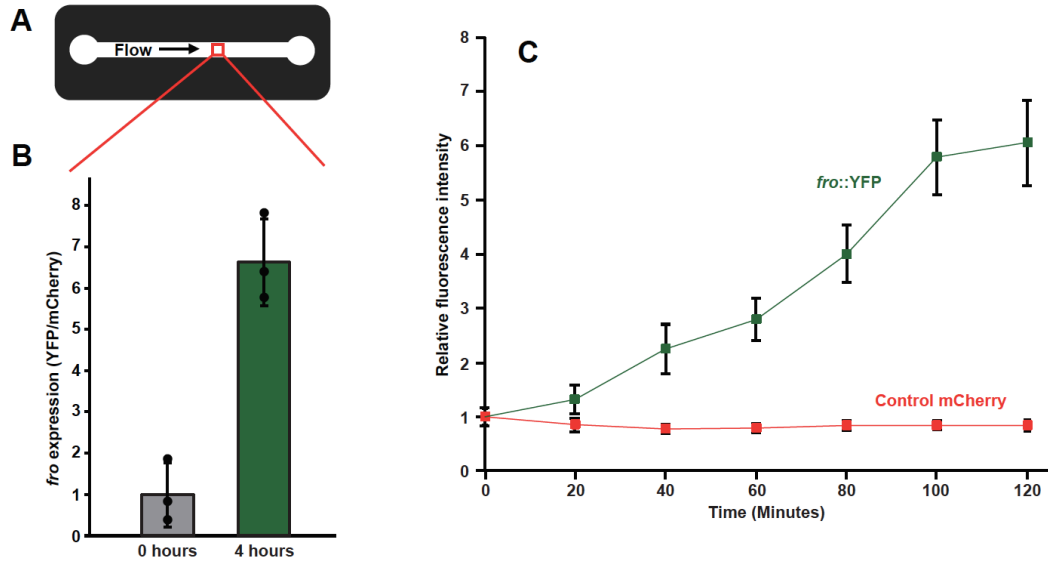 A
Flow
B
fro expression (YFP/mCherry)
8
7
6
5
4
3
2
1
0
0 hours
4 hours
C
Relative fluorescence intensity
8
7
6
5
4
3
2
1
0
fro::YFP
Control mCherry
0 20 40 60 80 100 120
Time (Minutes)